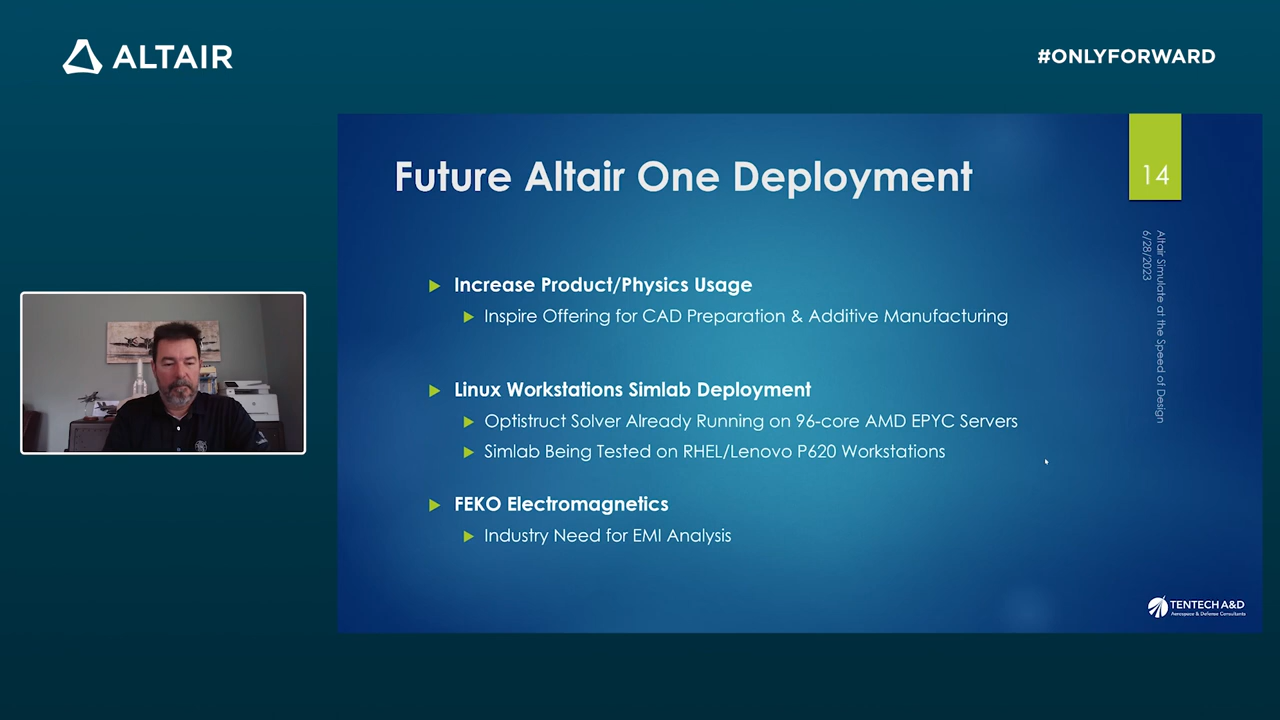 ALTAIR
#ONLYFORWARD
Future Altair One Deployment
14
Altair Simulate at the Speed of Design
6/28/2023
Increase Product/Physics Usage
Inspire Offering for CAD Preparation & Additive Manufacturing
Linux Workstations Simlab Deployment
Optistruct Solver Already Running on 96-core AMD EPYC Servers
Simlab Being Tested on RHEL/Lenovo P620 Workstations
FEKO Electromagnetics
Industry Need for EMI Analysis
TENTECH A&D
Aerospace & Defense Consultants